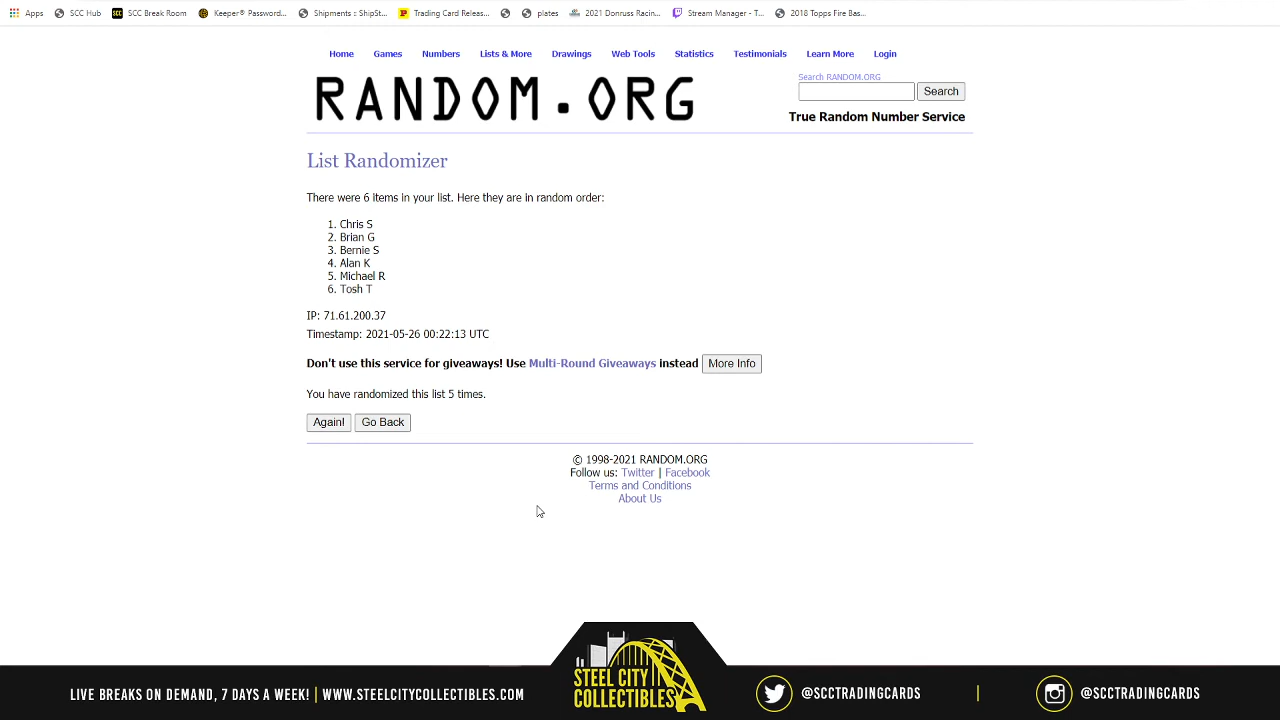 Apps SCC Hub SCC Break Room Keeper® Password... Shipments :: ShipSt... Trading Card Releas... plates 2021 Donruss Racin... Stream Manager - T... 2018 Topps Fire Bas...
Home Games Numbers Lists & More Drawings Web Tools Statistics Testimonials Learn More Login
RANDOM.ORG
Search RANDOM.ORG
Search
True Random Number Service
List Randomizer
There were 6 items in your list. Here they are in random order:
1. Chris S
2. Brian G
3. Bernie S
4. Alan K
5. Michael R
6. Tosh T
IP: 71.61.200.37
Timestamp: 2021-05-26 00:22:13 UTC
Don't use this service for giveaways! Use Multi-Round Giveaways instead More Info
You have randomized this list 5 times.
Again! Go Back
© 1998-2021 RANDOM.ORG
Follow us: Twitter | Facebook
Terms and Conditions
About Us
LIVE BREAKS ON DEMAND, 7 DAYS A WEEK! | WWW.STEELCITYCOLLECTIBLES.COM
STEEL CITY
COLLECTIBLES
@SCCTRADINGCARDS | @SCCTRADINGCARDS